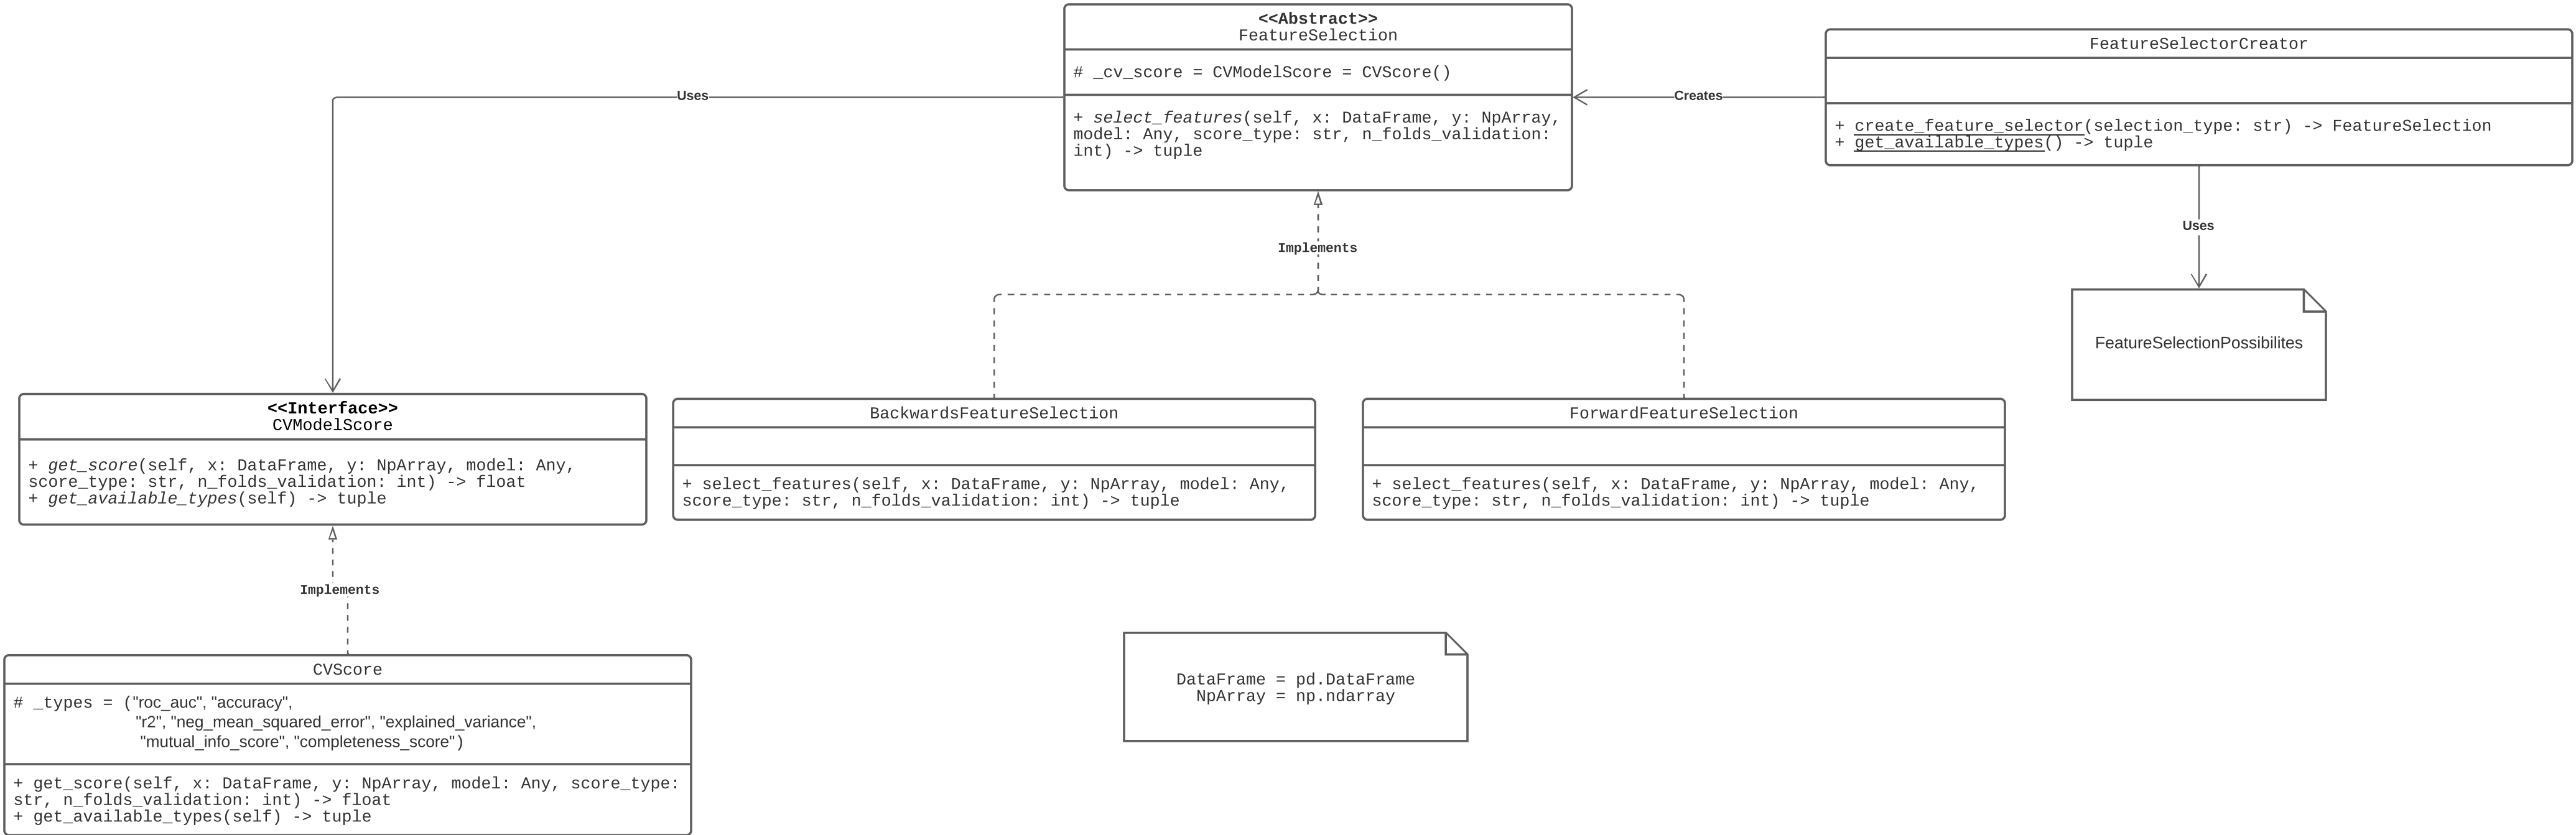 <<Abstract>>
FeatureSelection
# _cv_score = CVModelScore = CVScore()
+ select_features(self, x: DataFrame, y: NpArray,
model: Any, score_type: str, n_folds_validation:
int) -> tuple
FeatureSelectorCreator
+ create_feature_selector(selection_type: str) -> FeatureSelection
+ get_available_types() -> tuple
Uses
Creates
Uses
Implements
FeatureSelectionPossibilites
<<Interface>>
CVModelScore
+ get_score(self, x: DataFrame, y: NpArray, model: Any,
score_type: str, n_folds_validation: int) -> float
+ get_available_types(self) -> tuple
BackwardsFeatureSelection
+ select_features(self, x: DataFrame, y: NpArray, model: Any,
score_type: str, n_folds_validation: int) -> tuple
ForwardFeatureSelection
+ select_features(self, x: DataFrame, y: NpArray, model: Any,
score_type: str, n_folds_validation: int) -> tuple
Implements
CVScore
# _types = ("roc_auc", "accuracy",
"r2", "neg_mean_squared_error", "explained_variance",
"mutual_info_score", "completeness_score")
+ get_score(self, x: DataFrame, y: NpArray, model: Any, score_type:
str, n_folds_validation: int) -> float
+ get_available_types(self) -> tuple
DataFrame = pd.DataFrame
NpArray = np.ndarray